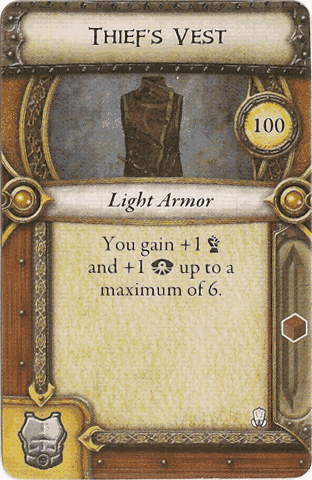 Thief's Vest
100
Light Armor
You gain +1
and +1 up to a
maximum of 6.